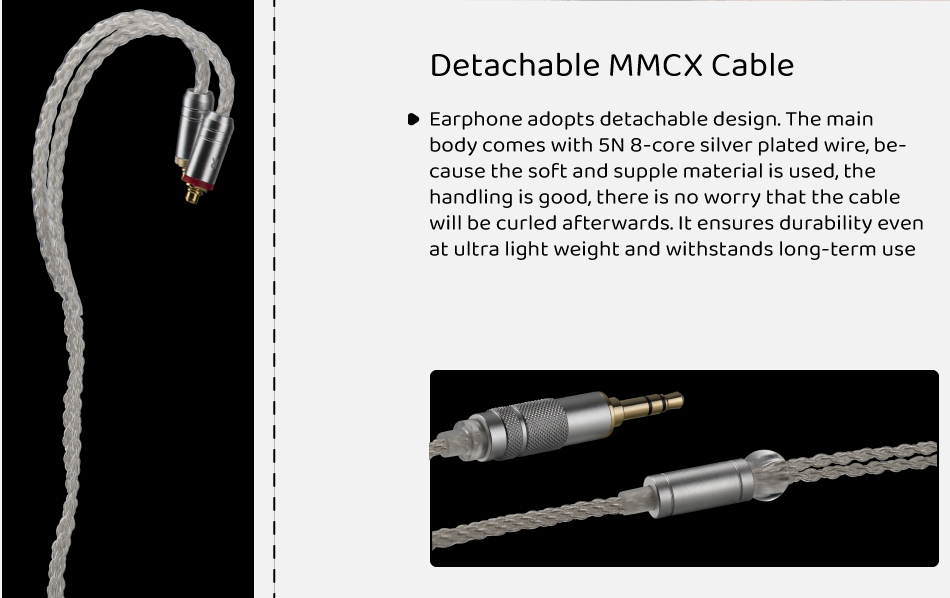 Detachable MMCX Cable
Earphone adopts detachable design. The main
body comes with 5N 8-core silver plated wire, be-
cause the soft and supple material is used, the
handling is good, there is no worry that the cable
will be curled afterwards. It ensures durability even
at ultra light weight and withstands long-term use